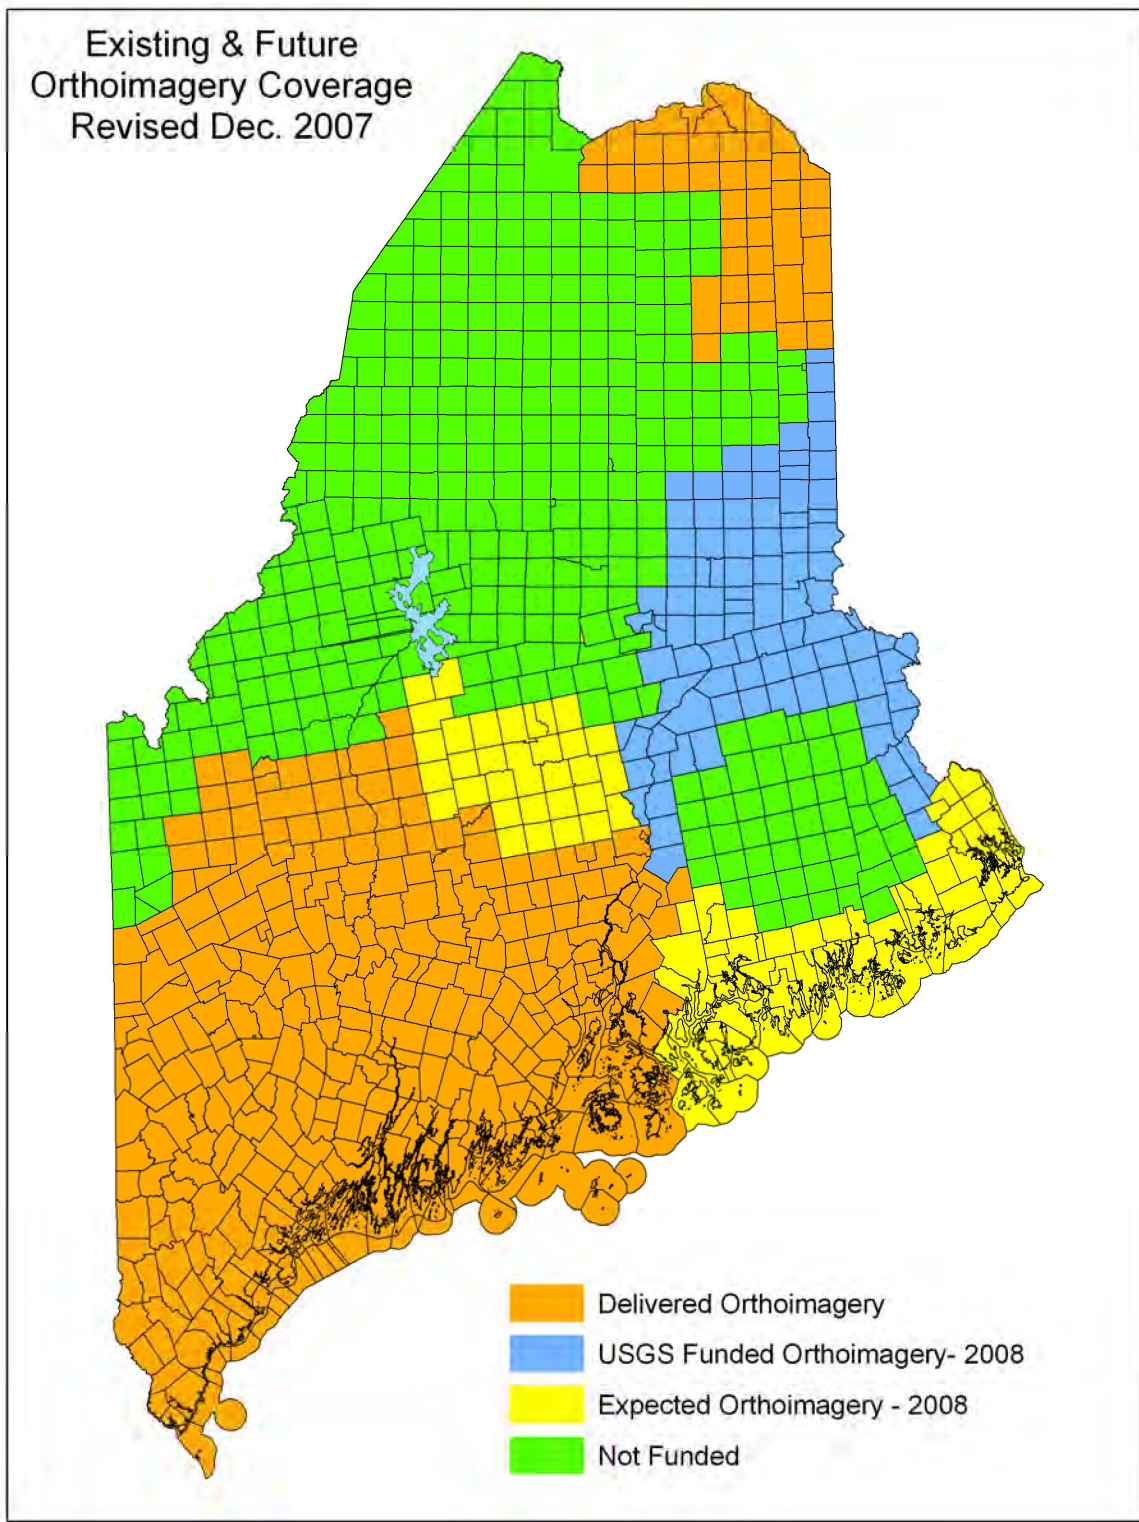 Existing & Future
Orthoimagery Coverage
Revised Dec. 2007
Delivered Orthoimagery
USGS Funded Orthoimagery- 2008
Expected Orthoimagery - 2008
Not Funded